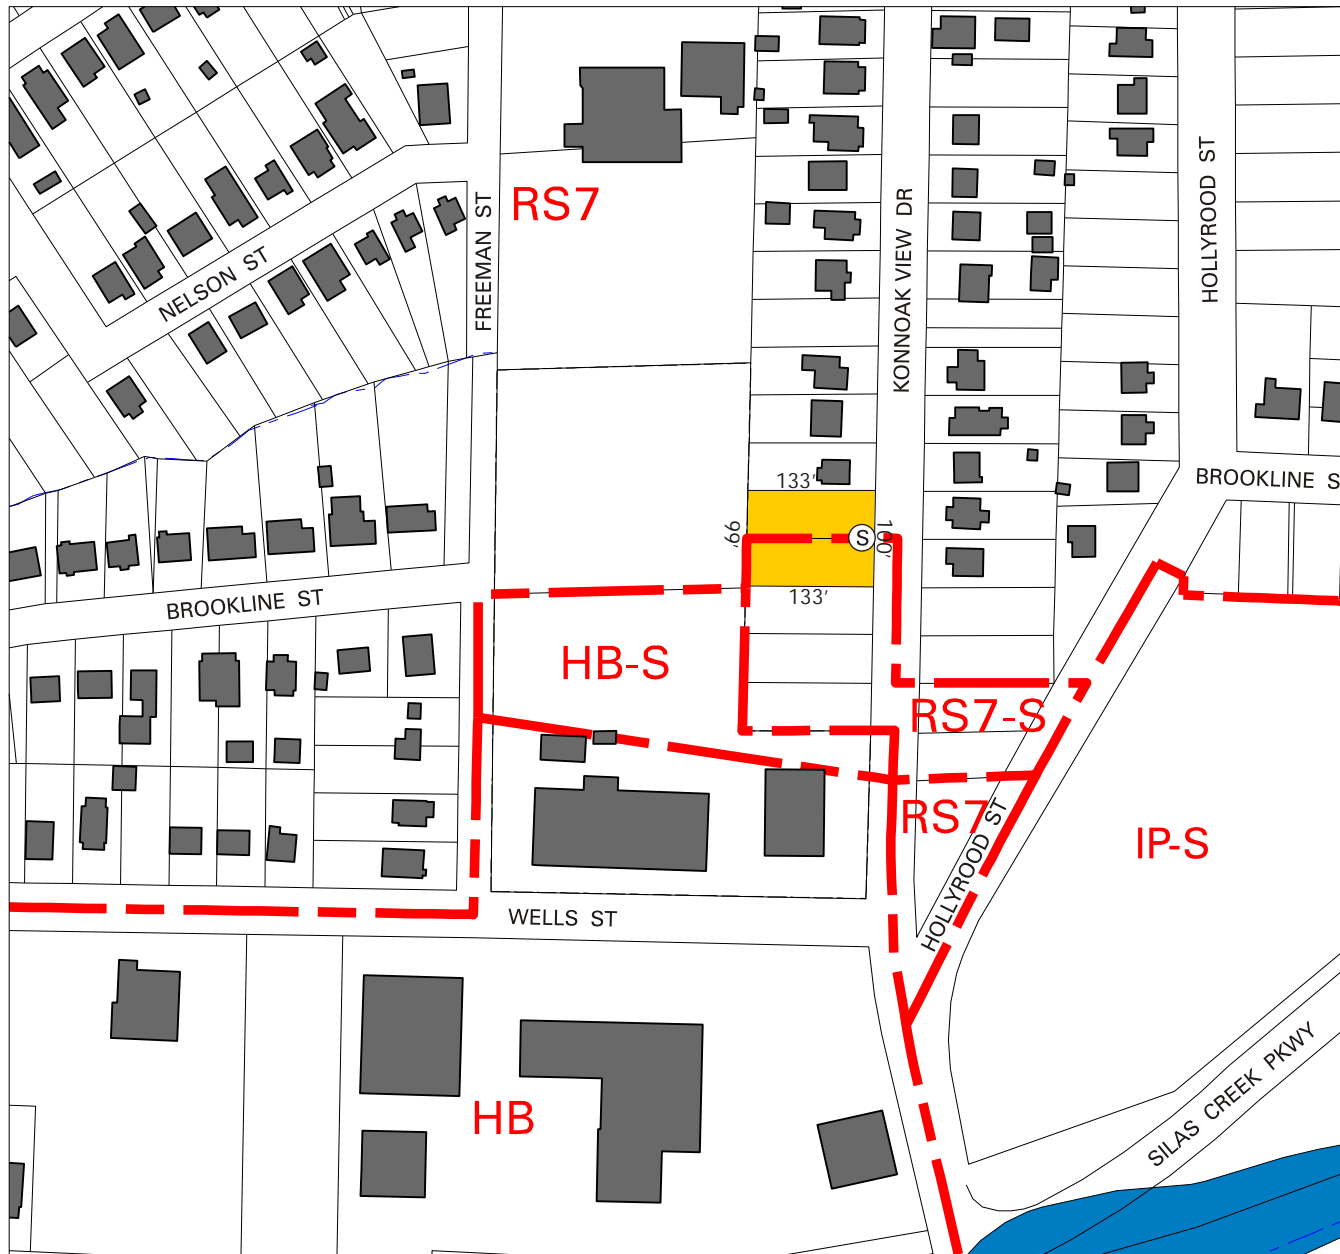 HOLLYROOD ST
RS7
KONNOAK VIEW DR
FREEMAN ST
NELSON ST
BROOKLINE S
133'
99'
S
100'
133'
BROOKLINE ST
HB-S
RS7-S
RS7
IP-S
HOLLYROOD ST
WELLS ST
SILAS CREEK PKWY
HB